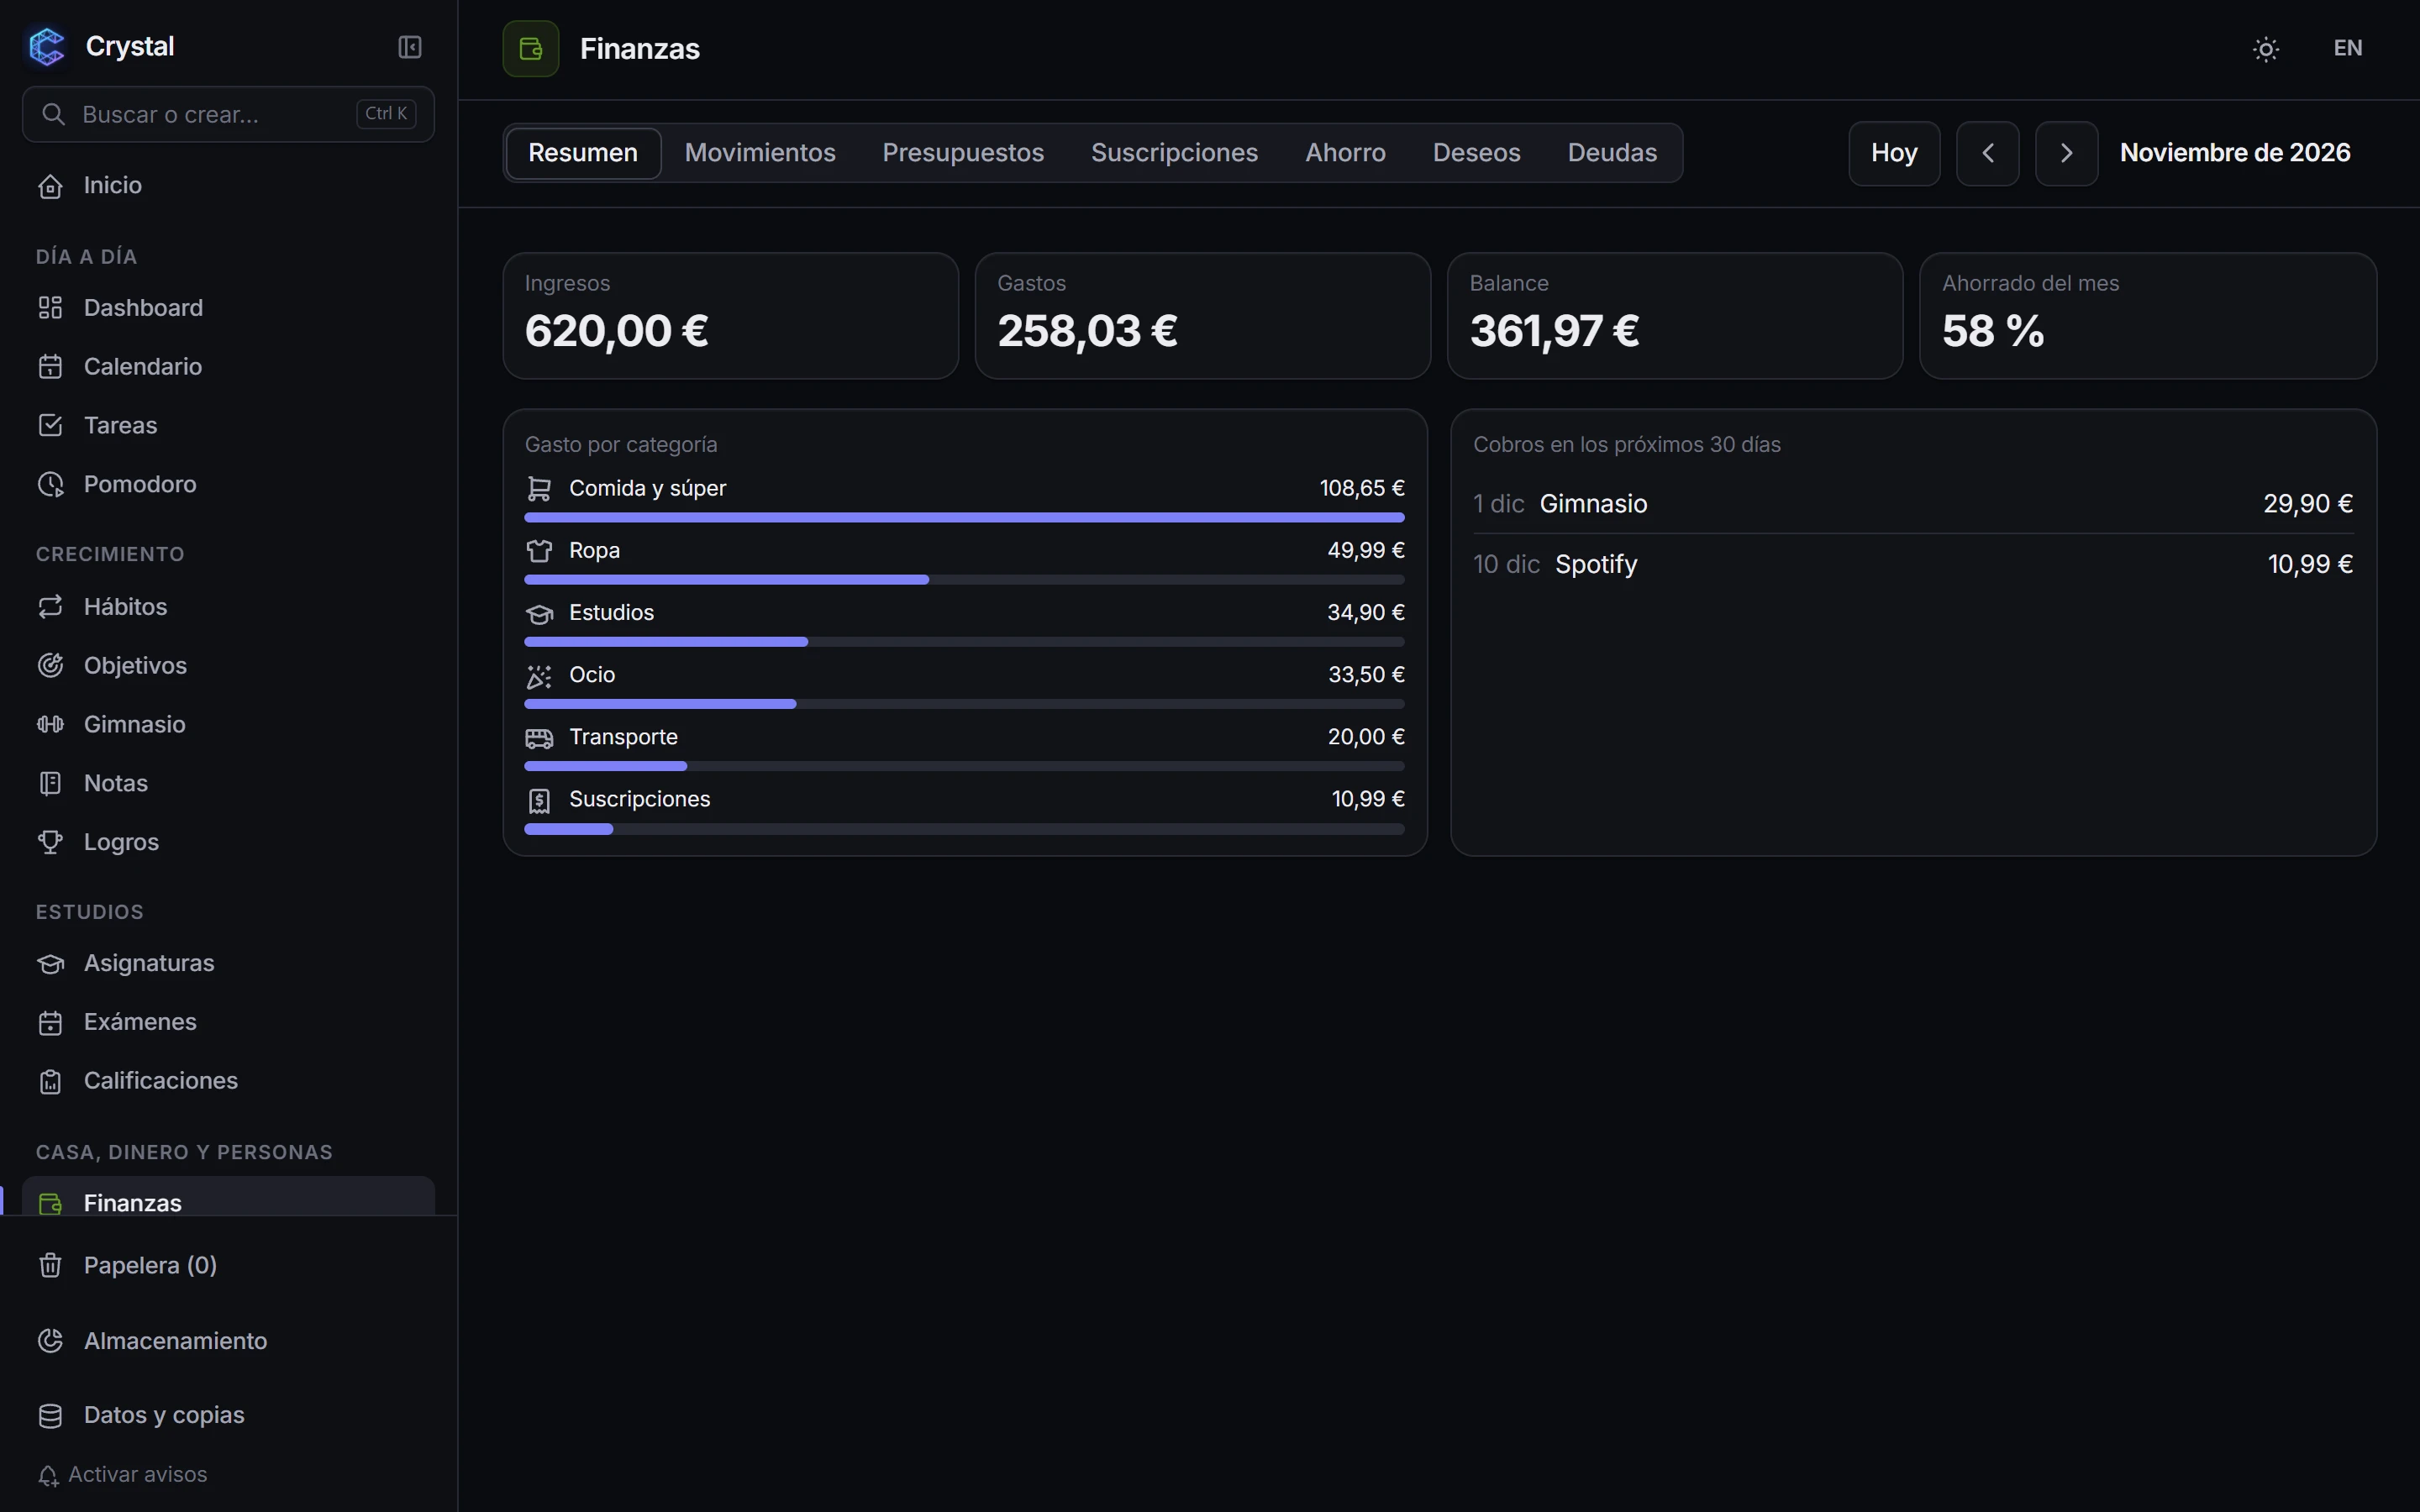 Crystal
Buscar o crear...
Ctrl K
Inicio
DÍA A DÍA
Dashboard
Calendario
Tareas
Pomodoro
CRECIMIENTO
Hábitos
Objetivos
Gimnasio
Notas
Logros
ESTUDIOS
Asignaturas
Exámenes
Calificaciones
CASA, DINERO Y PERSONAS
Finanzas
Papelera (0)
Almacenamiento
Datos y copias
Activar avisos
Finanzas
EN
Resumen
Movimientos
Presupuestos
Suscripciones
Ahorro
Deseos
Deudas
Hoy
Noviembre de 2026
Ingresos
620,00 €
Gastos
258,03 €
Balance
361,97 €
Ahorrado del mes
58 %
Gasto por categoría
Comida y súper 108,65 €
Ropa 49,99 €
Estudios 34,90 €
Ocio 33,50 €
Transporte 20,00 €
Suscripciones 10,99 €
Cobros en los próximos 30 días
1 dic Gimnasio 29,90 €
10 dic Spotify 10,99 €